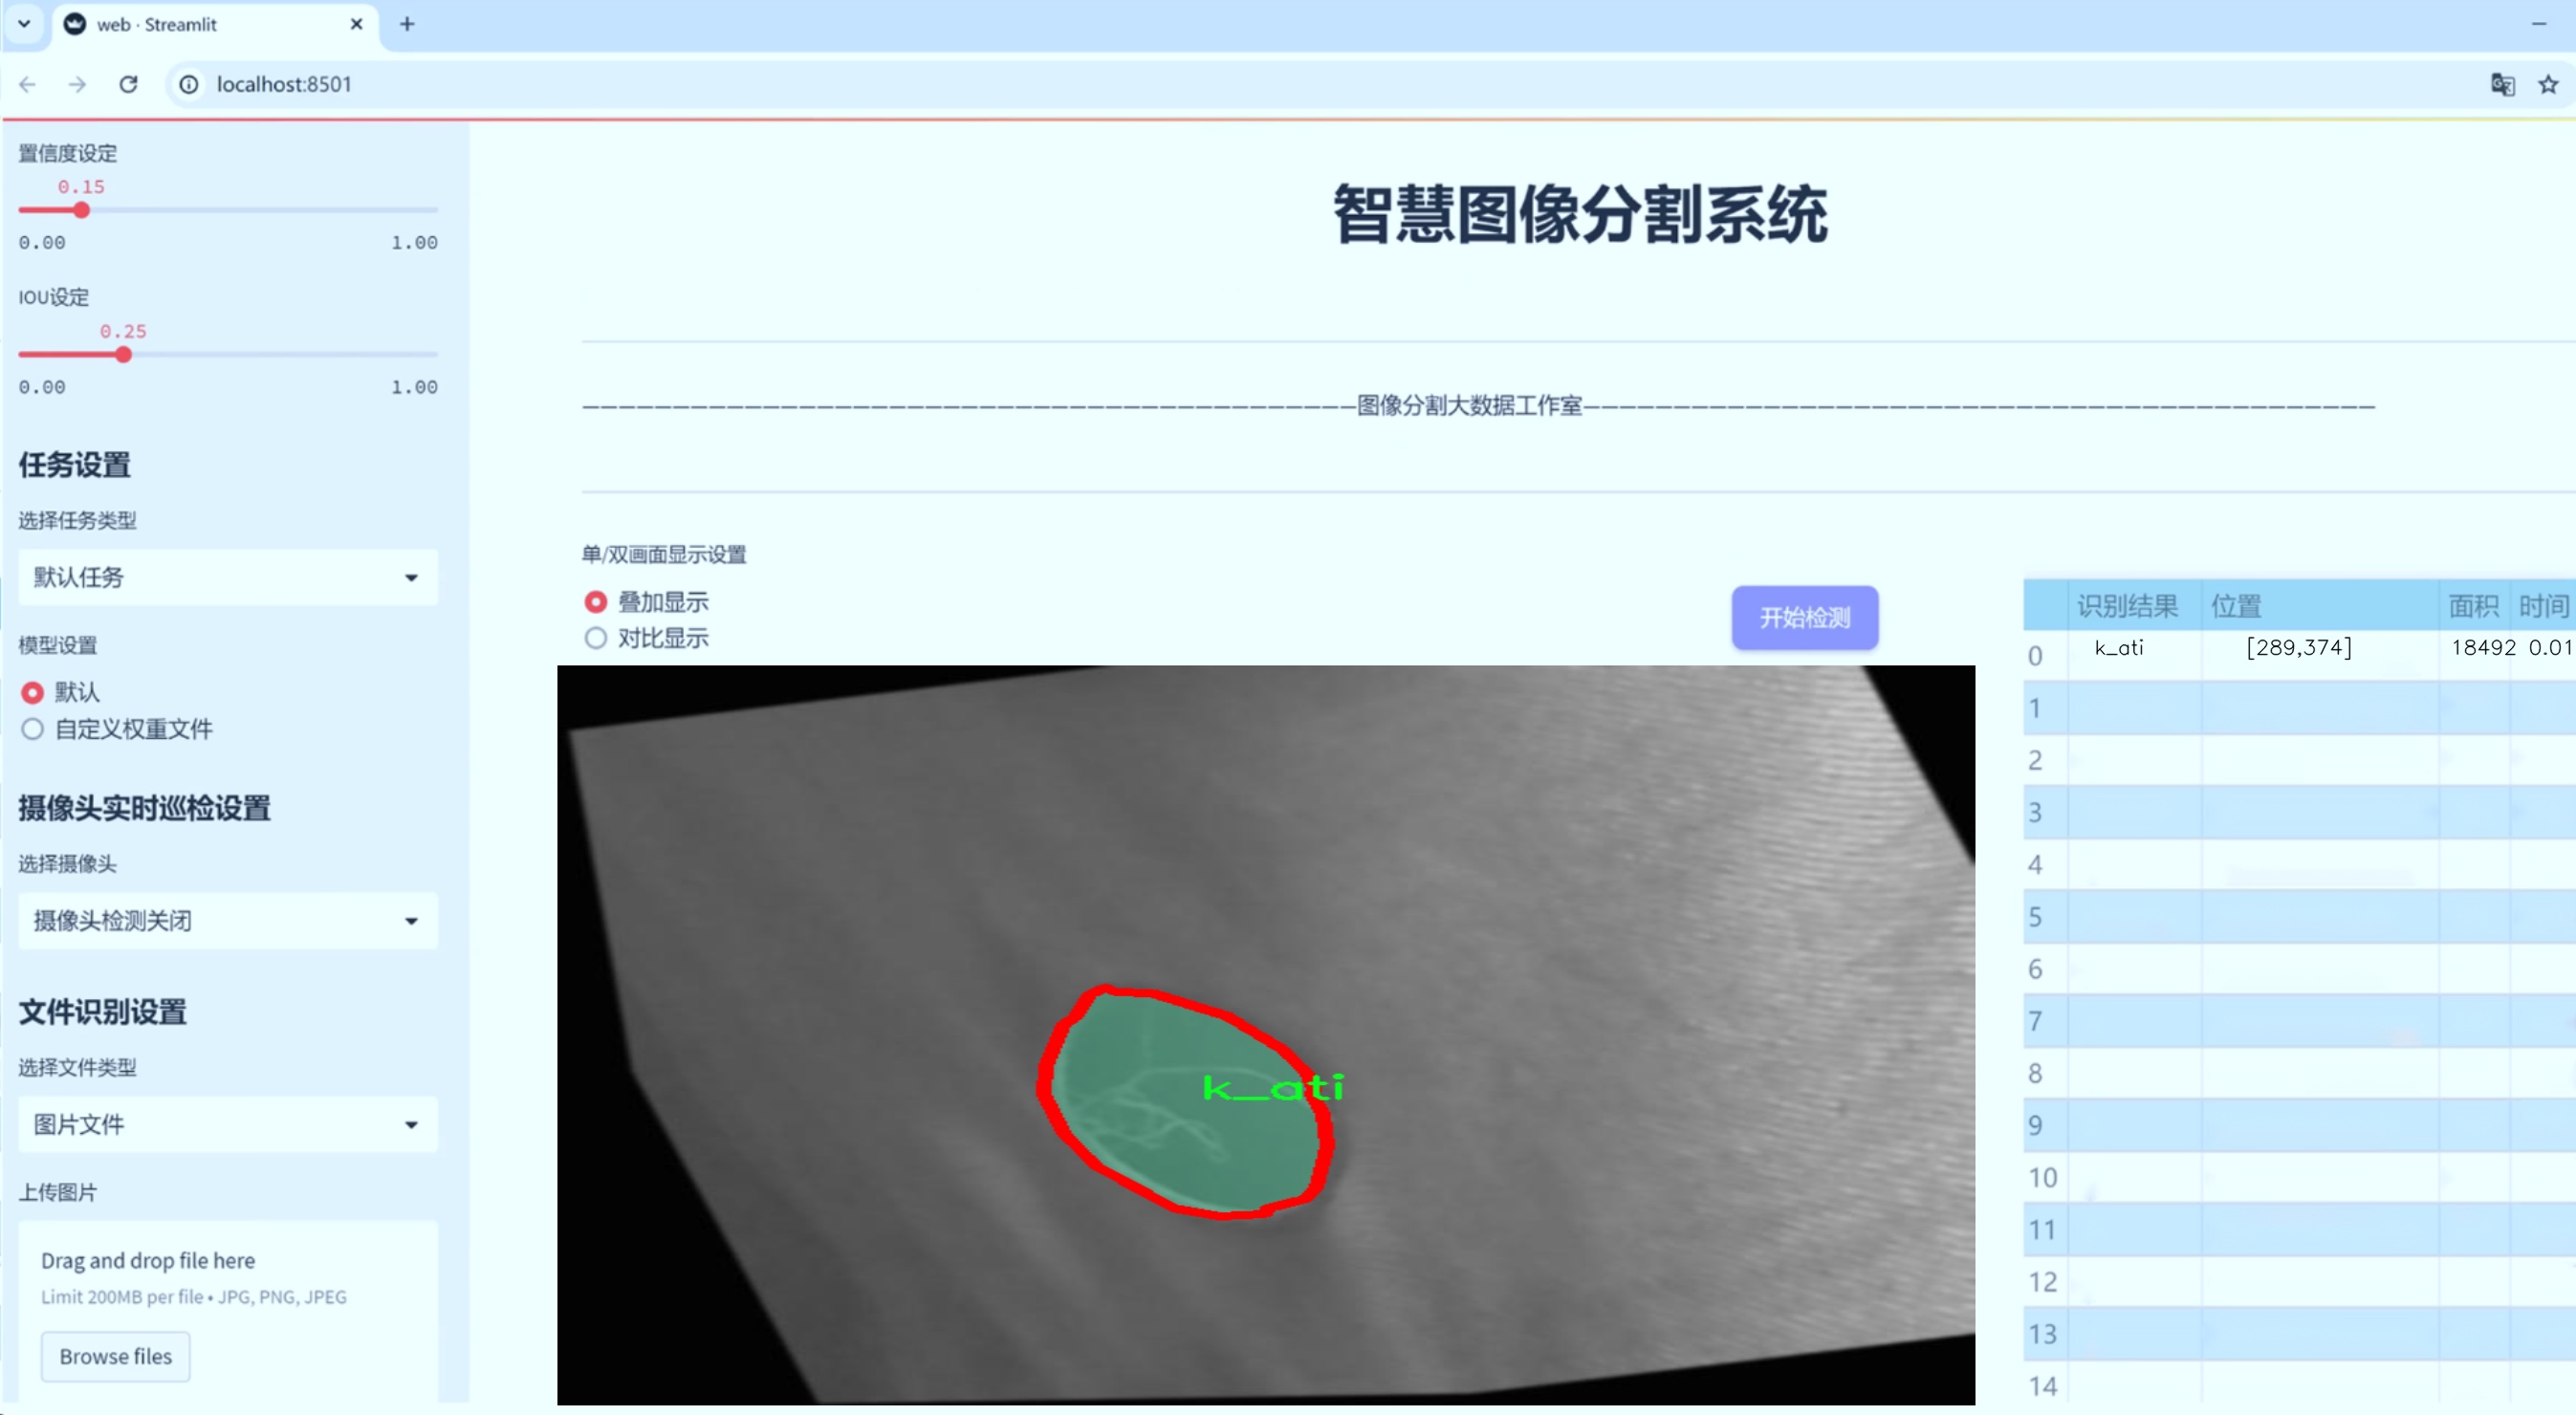 web · Streamlit
localhost:8501
置信度设定
0.15
0.00 1.00
IOU设定
0.25
0.00 1.00
任务设置
选择任务类型
默认任务
模型设置
默认
自定义权重文件
摄像头实时巡检设置
选择摄像头
摄像头检测关闭
文件识别设置
选择文件类型
图片文件
上传图片
Drag and drop file here
Limit 200MB per file • JPG, PNG, JPEG
Browse files
智慧图像分割系统
图像分割大数据工作室
单/双画面显示设置
叠加显示
对比显示
开始检测
k_ati
识别结果 位置 面积 时间
0 k_ati [289,374] 18492 0.01
1
2
3
4
5
6
7
8
9
10
11
12
13
14